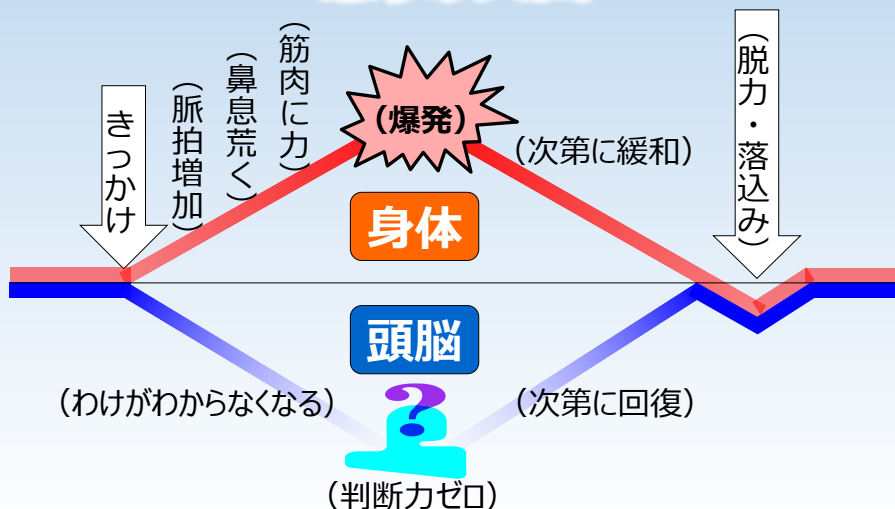 きっかけ
(脈拍増加)
(鼻息荒く)
(筋肉に力)
(爆発)
(次第に緩和)
(脱力・落込み)
身体
頭脳
(わけがわからなくなる)
?
(次第に回復)
(判断力ゼロ)